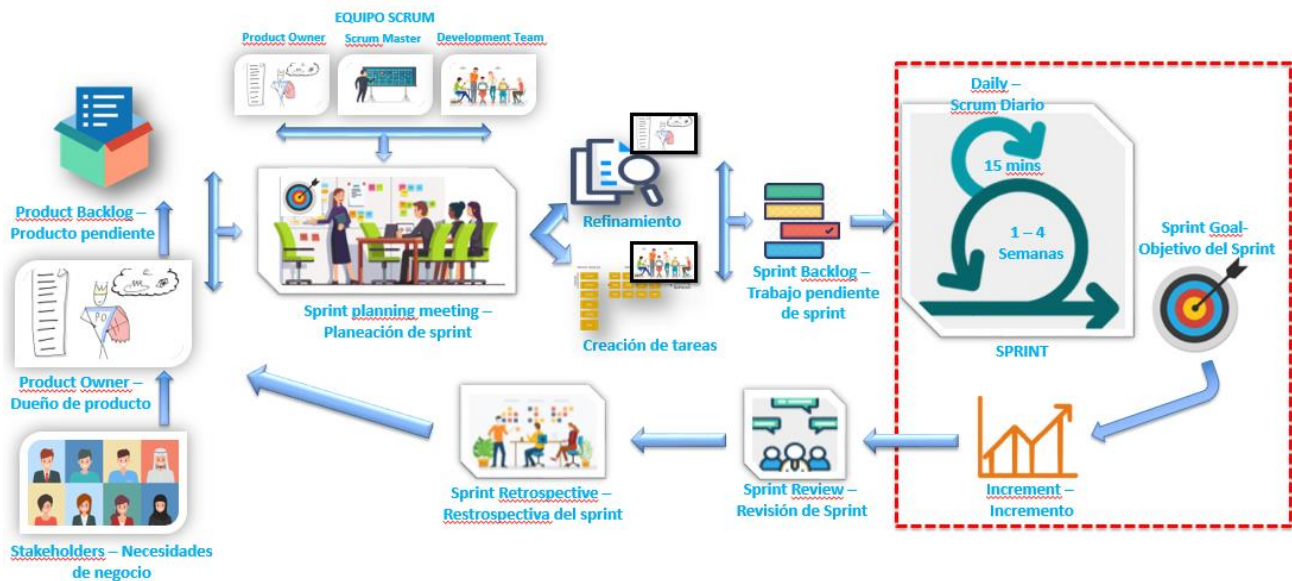 EQUIPO SCRUM
Product Owner
Scrum Master
Development Team
Product Backlog –
Producto pendiente
Product Owner –
Dueño de producto
PO
Stakeholders – Necesidades
de negocio
Sprint planning meeting –
Planeación de sprint
Refinamiento
Creación de tareas
Sprint Backlog –
Trabajo pendiente
de sprint
Daily –
Scrum Diario
15 mins
1 – 4
Semanas
SPRINT
Sprint Goal-
Objetivo del Sprint
Increment –
Incremento
Sprint Review –
Revisión de Sprint
Sprint Retrospective –
Restrospectiva del sprint